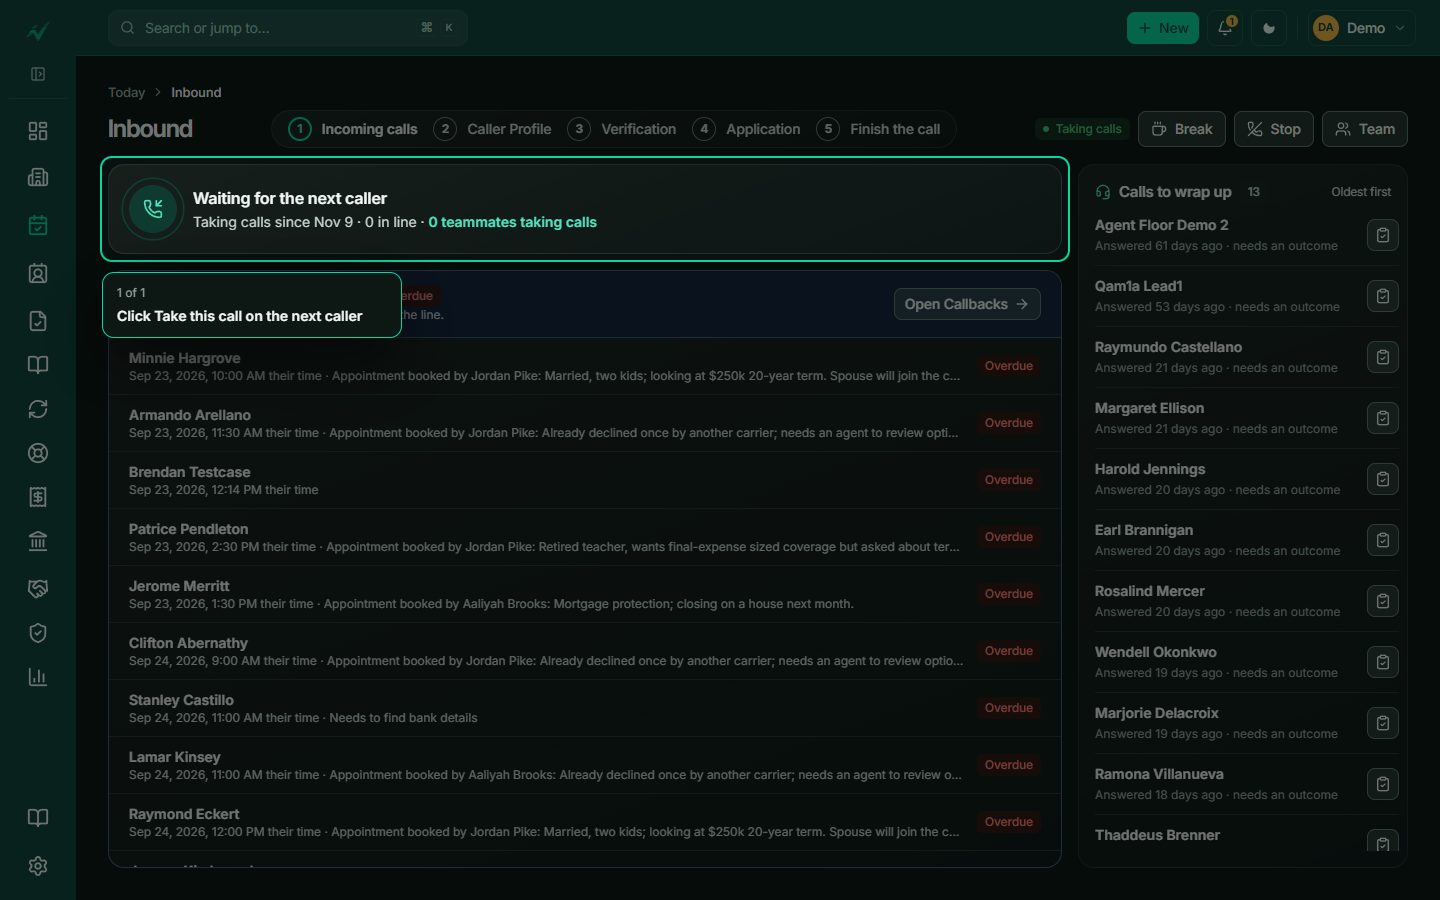 Search or jump to...
⌘ K
New
1
DA
Demo
Today > Inbound
Inbound
1 Incoming calls
2 Caller Profile
3 Verification
4 Application
5 Finish the call
Taking calls
Break
Stop
Team
Waiting for the next caller
Taking calls since Nov 9 · 0 in line · 0 teammates taking calls
1 of 1
Click Take this call on the next caller
erdue
he line.
Open Callbacks
Minnie Hargrove
Sep 23, 2026, 10:00 AM their time · Appointment booked by Jordan Pike: Married, two kids; looking at $250k 20-year term. Spouse will join the c...
Overdue
Armando Arellano
Sep 23, 2026, 11:30 AM their time · Appointment booked by Jordan Pike: Already declined once by another carrier; needs an agent to review opti...
Overdue
Brendan Testcase
Sep 23, 2026, 12:14 PM their time
Overdue
Patrice Pendleton
Sep 23, 2026, 2:30 PM their time · Appointment booked by Jordan Pike: Retired teacher, wants final-expense sized coverage but asked about ter...
Overdue
Jerome Merritt
Sep 23, 2026, 1:30 PM their time · Appointment booked by Aaliyah Brooks: Mortgage protection; closing on a house next month.
Overdue
Clifton Abernathy
Sep 24, 2026, 9:00 AM their time · Appointment booked by Jordan Pike: Already declined once by another carrier; needs an agent to review optio...
Overdue
Stanley Castillo
Sep 24, 2026, 11:00 AM their time · Needs to find bank details
Overdue
Lamar Kinsey
Sep 24, 2026, 11:00 AM their time · Appointment booked by Aaliyah Brooks: Already declined once by another carrier; needs an agent to review o...
Overdue
Raymond Eckert
Sep 24, 2026, 12:00 PM their time · Appointment booked by Jordan Pike: Married, two kids; looking at $250k 20-year term. Spouse will join the c...
Overdue
Calls to wrap up 13
Oldest first
Agent Floor Demo 2
Answered 61 days ago · needs an outcome
Qam1a Lead1
Answered 53 days ago · needs an outcome
Raymundo Castellano
Answered 21 days ago · needs an outcome
Margaret Ellison
Answered 21 days ago · needs an outcome
Harold Jennings
Answered 20 days ago · needs an outcome
Earl Brannigan
Answered 20 days ago · needs an outcome
Rosalind Mercer
Answered 20 days ago · needs an outcome
Wendell Okonkwo
Answered 19 days ago · needs an outcome
Marjorie Delacroix
Answered 19 days ago · needs an outcome
Ramona Villanueva
Answered 18 days ago · needs an outcome
Thaddeus Brenner